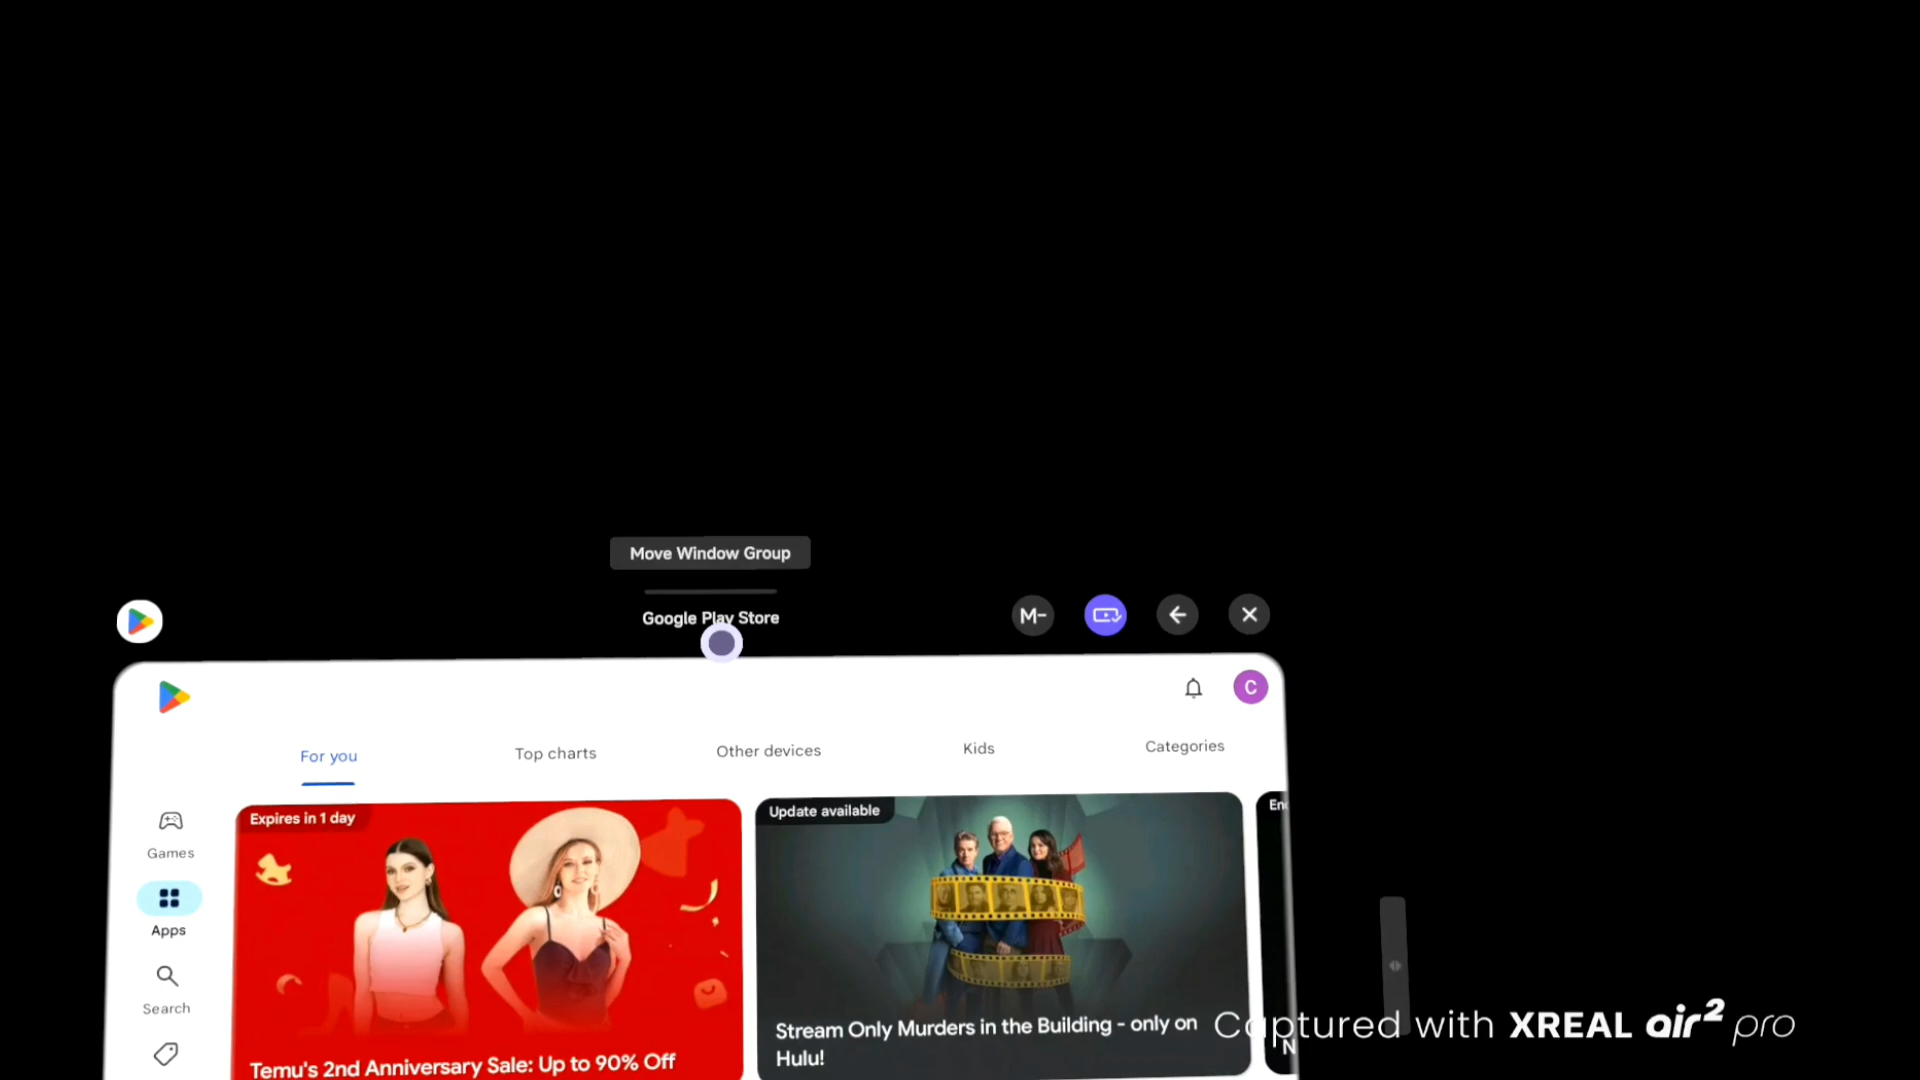 Move Window Group
Google Play Store
M-
C
For you
Top charts
Other devices
Kids
Categories
Games
Apps
Search
Expires in 1 day
Temu's 2nd Anniversary Sale: Up to 90% Off
Update available
Stream Only Murders in the Building - only on
Hulu!
Captured with XREAL air 2 pro